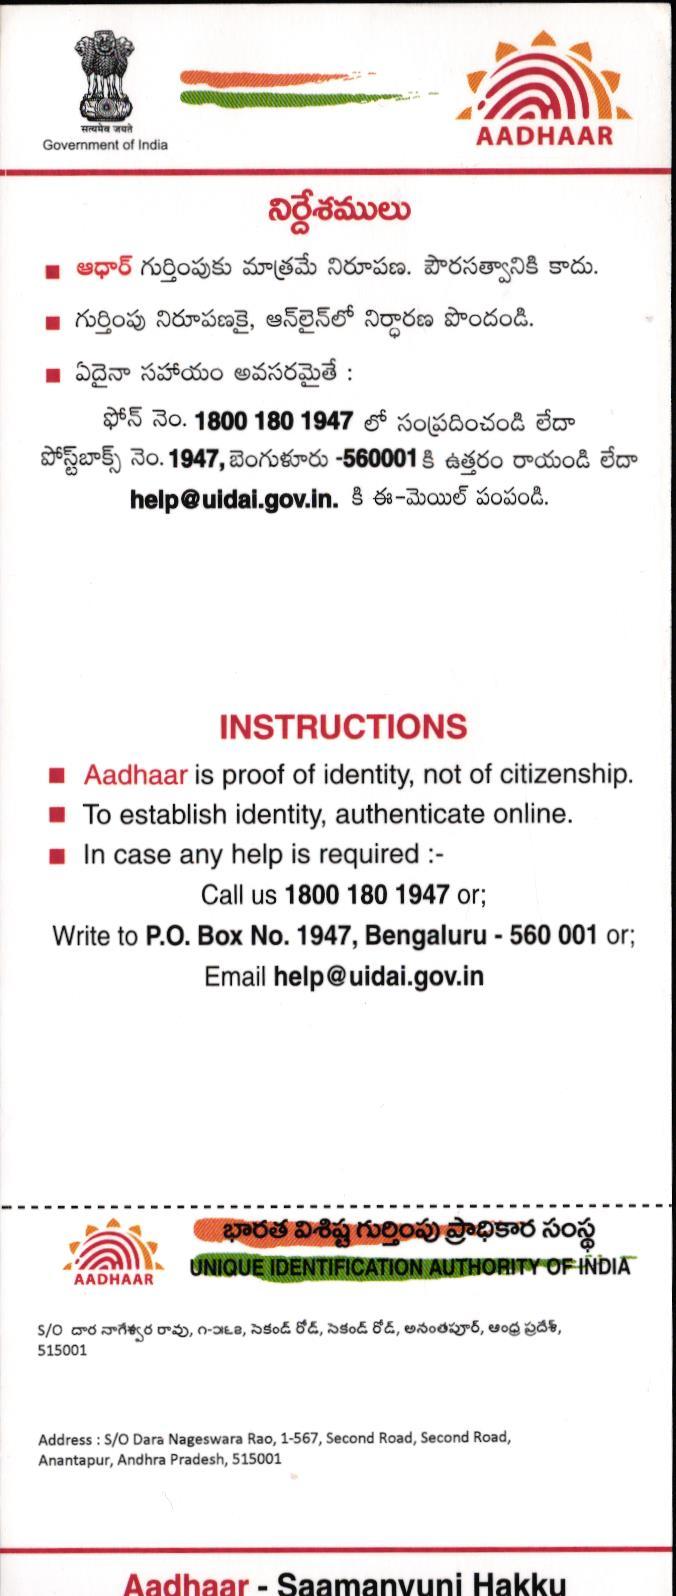 सत्यमेव जयते
Government of India
AADHAAR
నిర్దేశములు
ఆధార్ గుర్తింపుకు మాత్రమే నిరూపణ. పౌరసత్వానికి కాదు.
గుర్తింపు నిరూపణకై, ఆన్‌లైన్‌లో నిర్ధారణ పొందండి.
ఏదైనా సహాయం అవసరమైతే :
ఫోన్ నెం. 1800 180 1947 లో సంప్రదించండి లేదా
పోస్ట్‌బాక్స్ నెం. 1947, బెంగుళూరు -560001 కి ఉత్తరం రాయండి లేదా
help@uidai.gov.in. కి ఈ-మెయిల్ పంపండి.
INSTRUCTIONS
Aadhaar is proof of identity, not of citizenship.
To establish identity, authenticate online.
In case any help is required :-
Call us 1800 180 1947 or;
Write to P.O. Box No. 1947, Bengaluru - 560 001 or;
Email help@uidai.gov.in
భారత విశిష్ట గుర్తింపు ప్రాధికార సంస్థ
AADHAAR
UNIQUE IDENTIFICATION AUTHORITY OF INDIA
S/O దార నాగేశ్వర రావు, సెకండ్ రోడ్, సెకండ్ రోడ్, అనంతపూర్, ఆంధ్ర ప్రదేశ్,
515001
Address : S/O Dara Nageswara Rao, 1-567, Second Road, Second Road,
Anantapur, Andhra Pradesh, 515001
Aadhaar - Saamanyuni Hakku